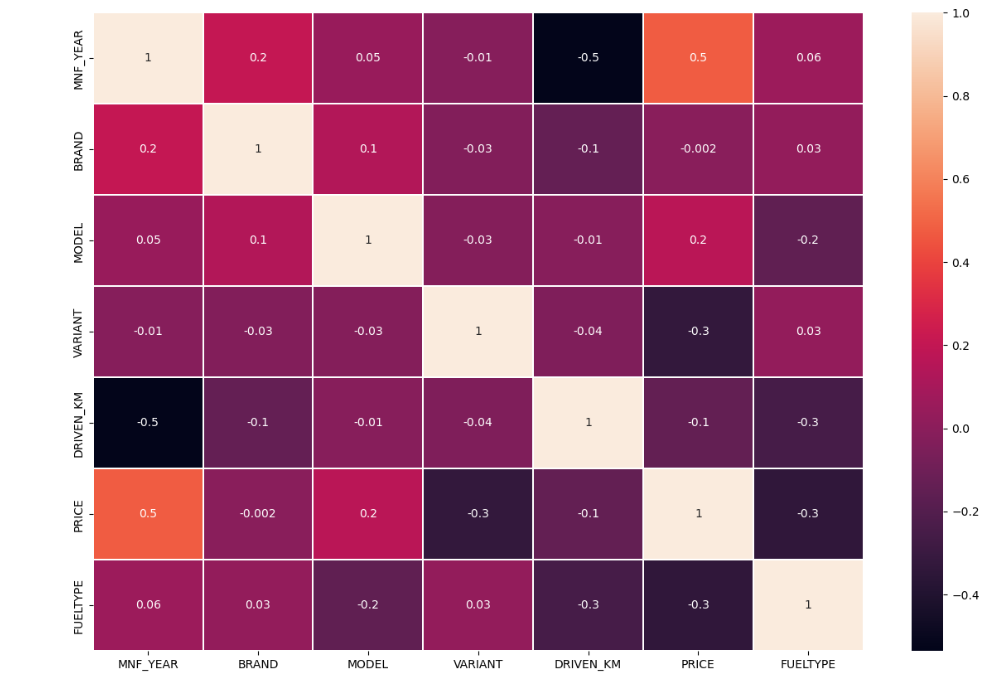 MNF_YEAR 1 0.2 0.05 -0.01 -0.5 0.5 0.06
BRAND 0.2 1 0.1 -0.03 -0.1 -0.002 0.03
MODEL 0.05 0.1 1 -0.03 -0.01 0.2 -0.2
VARIANT -0.01 -0.03 -0.03 1 -0.04 -0.3 0.03
DRIVEN_KM -0.5 -0.1 -0.01 -0.04 1 -0.1 -0.3
PRICE 0.5 -0.002 0.2 -0.3 -0.1 1 -0.3
FUELTYPE 0.06 0.03 -0.2 0.03 -0.3 -0.3 1
MNF_YEAR BRAND MODEL VARIANT DRIVEN_KM PRICE FUELTYPE
1.0
0.8
0.6
0.4
0.2
0.0
−0.2
−0.4